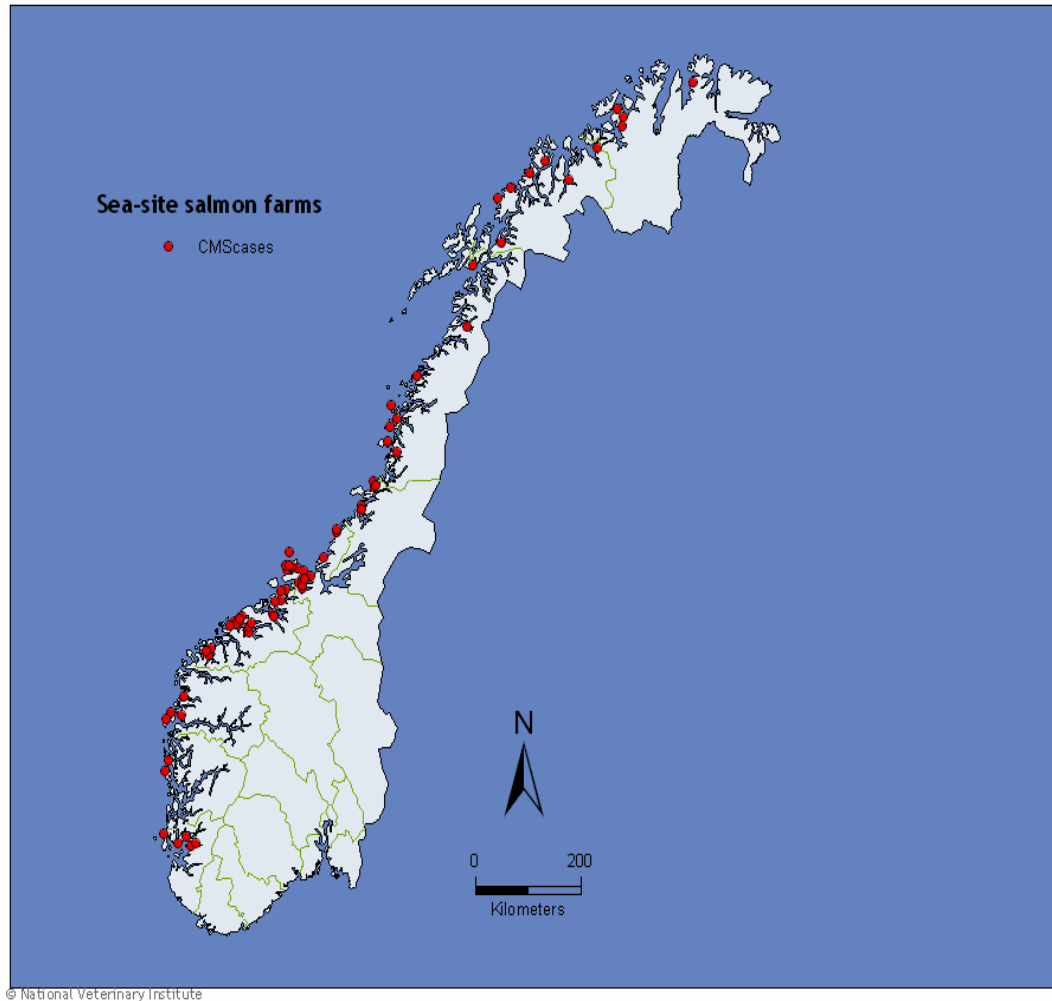 Sea-site salmon farms
CMScases
N
0 200
Kilometers
© National Veterinary Institute